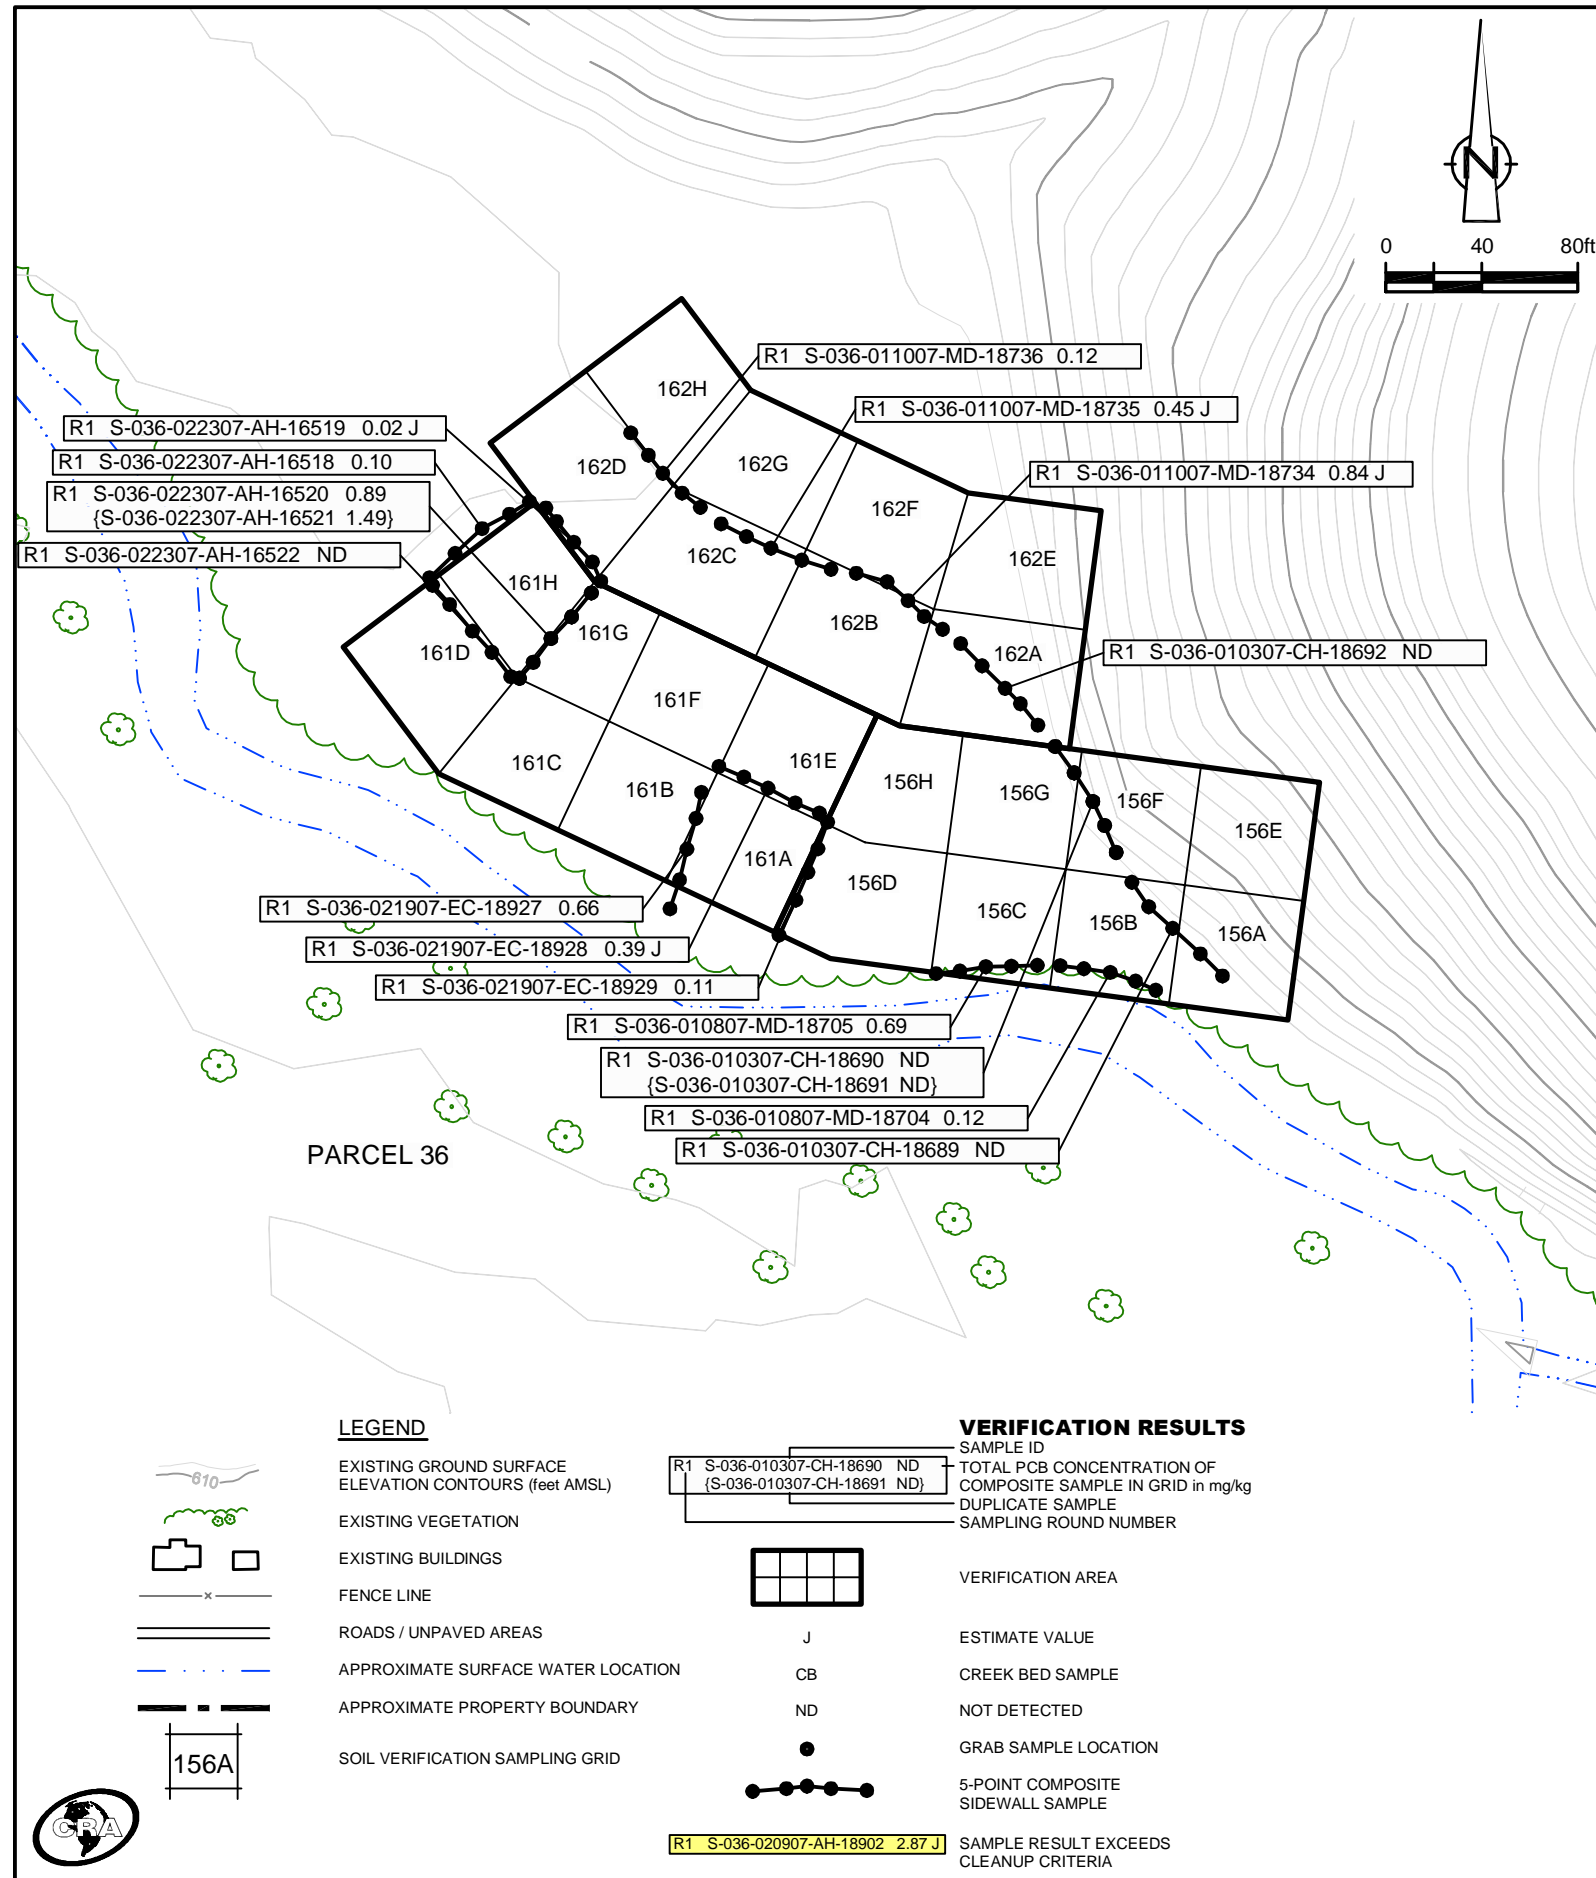 N
0 40 80ft
R1 S-036-011007-MD-18736 0.12
162H
R1 S-036-011007-MD-18735 0.45 J
R1 S-036-022307-AH-16519 0.02 J
R1 S-036-022307-AH-16518 0.10
162D
162G
R1 S-036-011007-MD-18734 0.84 J
R1 S-036-022307-AH-16520 0.89
{S-036-022307-AH-16521 1.49}
162F
R1 S-036-022307-AH-16522 ND
162C
162E
161H
161G
162B
161D
162A
R1 S-036-010307-CH-18692 ND
161F
161C
161E
161B
156H
156G
156F
156E
161A
156D
R1 S-036-021907-EC-18927 0.66
156C
156B
156A
R1 S-036-021907-EC-18928 0.39 J
R1 S-036-021907-EC-18929 0.11
R1 S-036-010807-MD-18705 0.69
R1 S-036-010307-CH-18690 ND
{S-036-010307-CH-18691 ND}
R1 S-036-010807-MD-18704 0.12
R1 S-036-010307-CH-18689 ND
PARCEL 36
LEGEND
610
EXISTING GROUND SURFACE
ELEVATION CONTOURS (feet AMSL)
EXISTING VEGETATION
EXISTING BUILDINGS
x
FENCE LINE
ROADS / UNPAVED AREAS
APPROXIMATE SURFACE WATER LOCATION
APPROXIMATE PROPERTY BOUNDARY
156A
SOIL VERIFICATION SAMPLING GRID
CRA
VERIFICATION RESULTS
SAMPLE ID
R1 S-036-010307-CH-18690 ND
{S-036-010307-CH-18691 ND}
TOTAL PCB CONCENTRATION OF
COMPOSITE SAMPLE IN GRID in mg/kg
DUPLICATE SAMPLE
SAMPLING ROUND NUMBER
VERIFICATION AREA
J ESTIMATE VALUE
CB CREEK BED SAMPLE
ND NOT DETECTED
GRAB SAMPLE LOCATION
5-POINT COMPOSITE
SIDEWALL SAMPLE
R1 S-036-020907-AH-18902 2.87 J
SAMPLE RESULT EXCEEDS
CLEANUP CRITERIA